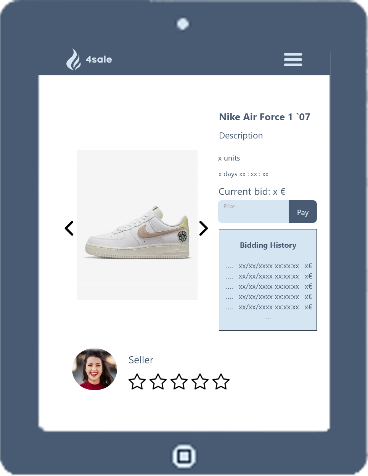 4sale
Nike Air Force 1 `07
Description
x units
x days xx : xx : xx
Current bid: x €
Price
Pay
Bidding History
.... xx/xx/xxxx xx:xx:xx x€
.... xx/xx/xxxx xx:xx:xx x€
.... xx/xx/xxxx xx:xx:xx x€
.... xx/xx/xxxx xx:xx:xx x€
.... xx/xx/xxxx xx:xx:xx x€
...
Seller